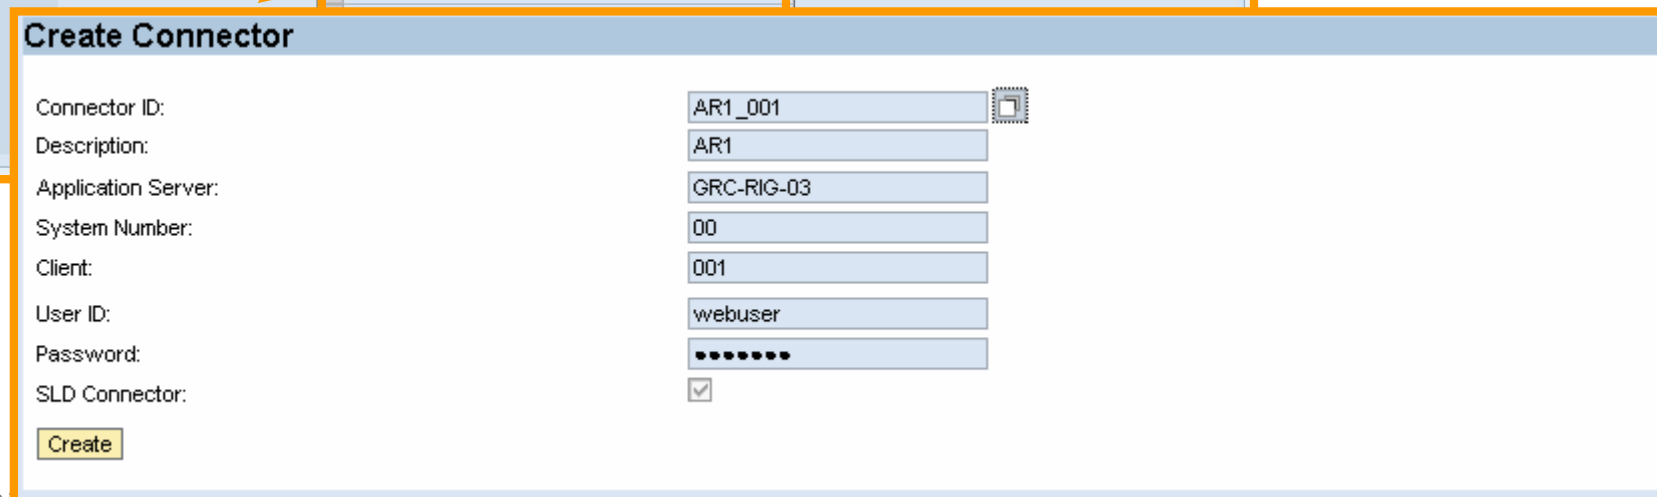 Create Connector
Connector ID: AR1_001
Description: AR1
Application Server: GRC-RIG-03
System Number: 00
Client: 001
User ID: webuser
Password: •••••••
SLD Connector:
Create